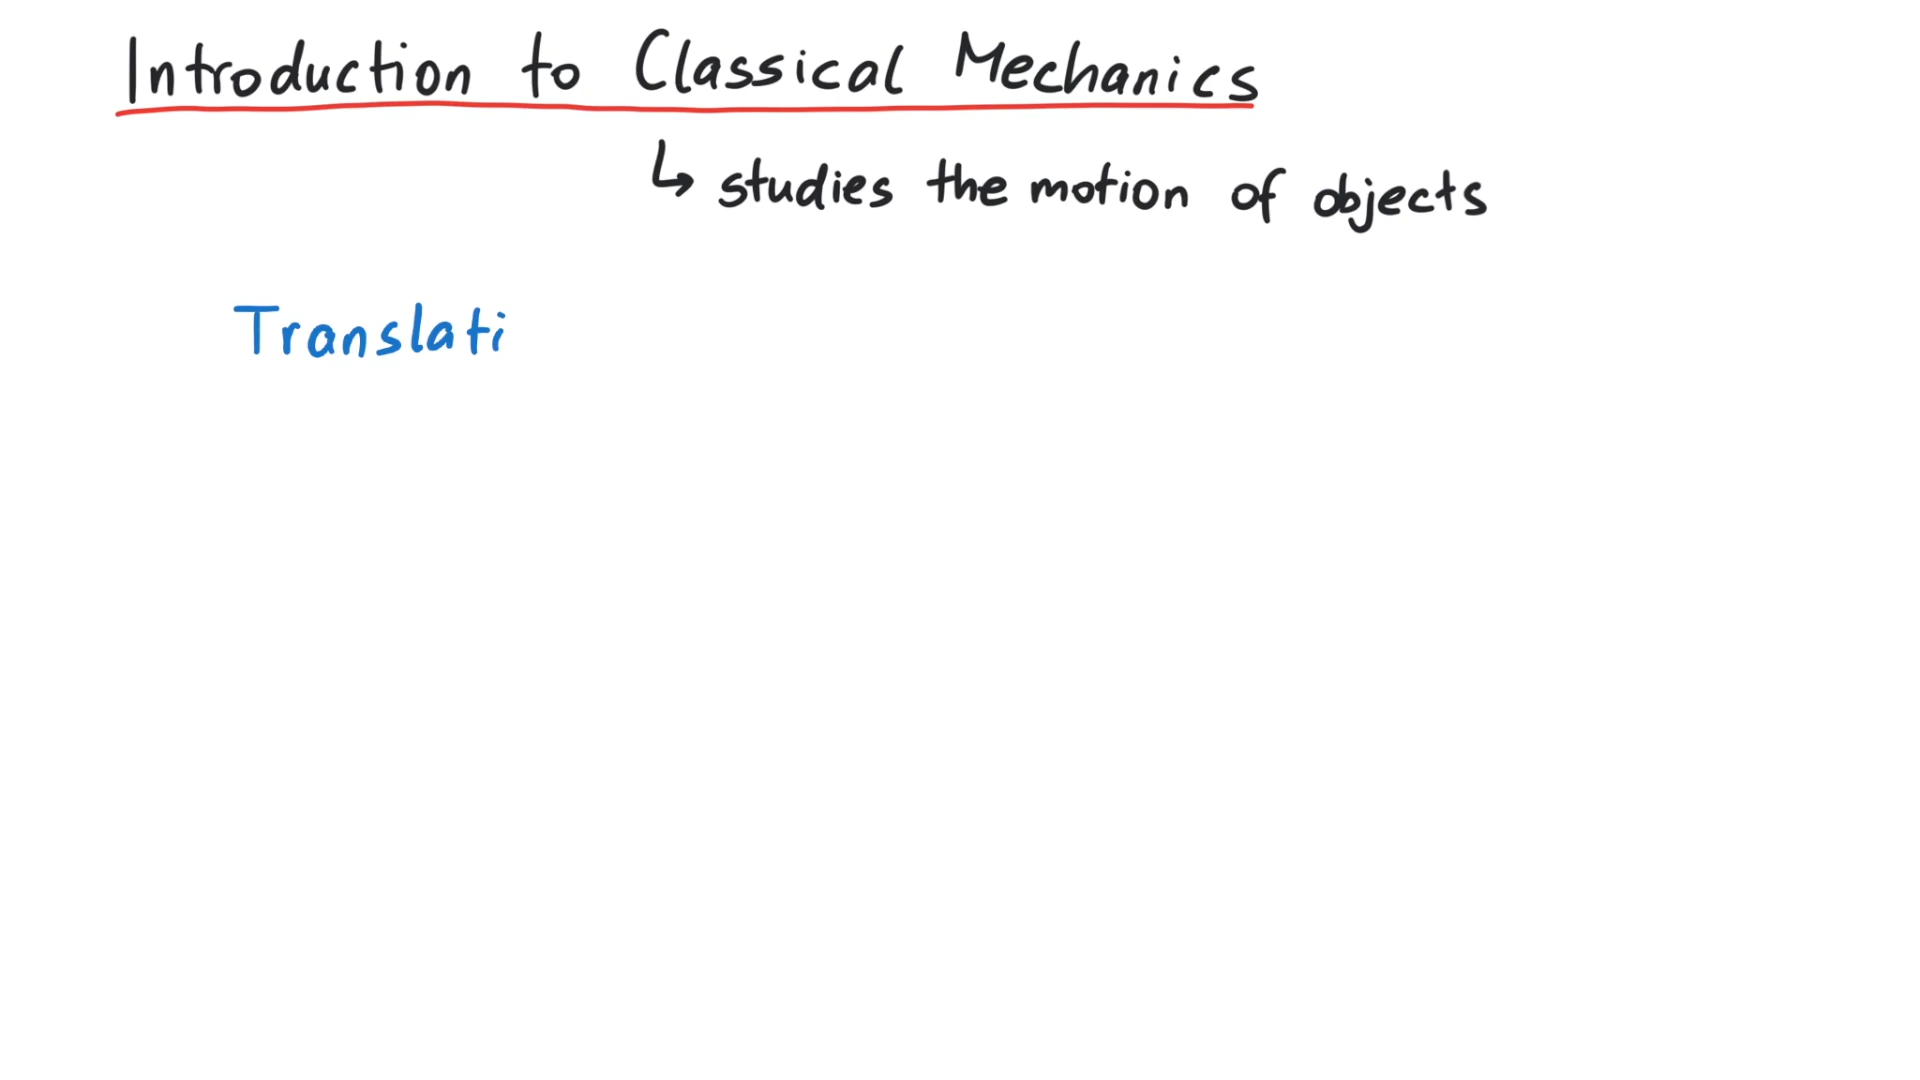 Introduction to Classical Mechanics
↳ studies the motion of objects
Translati